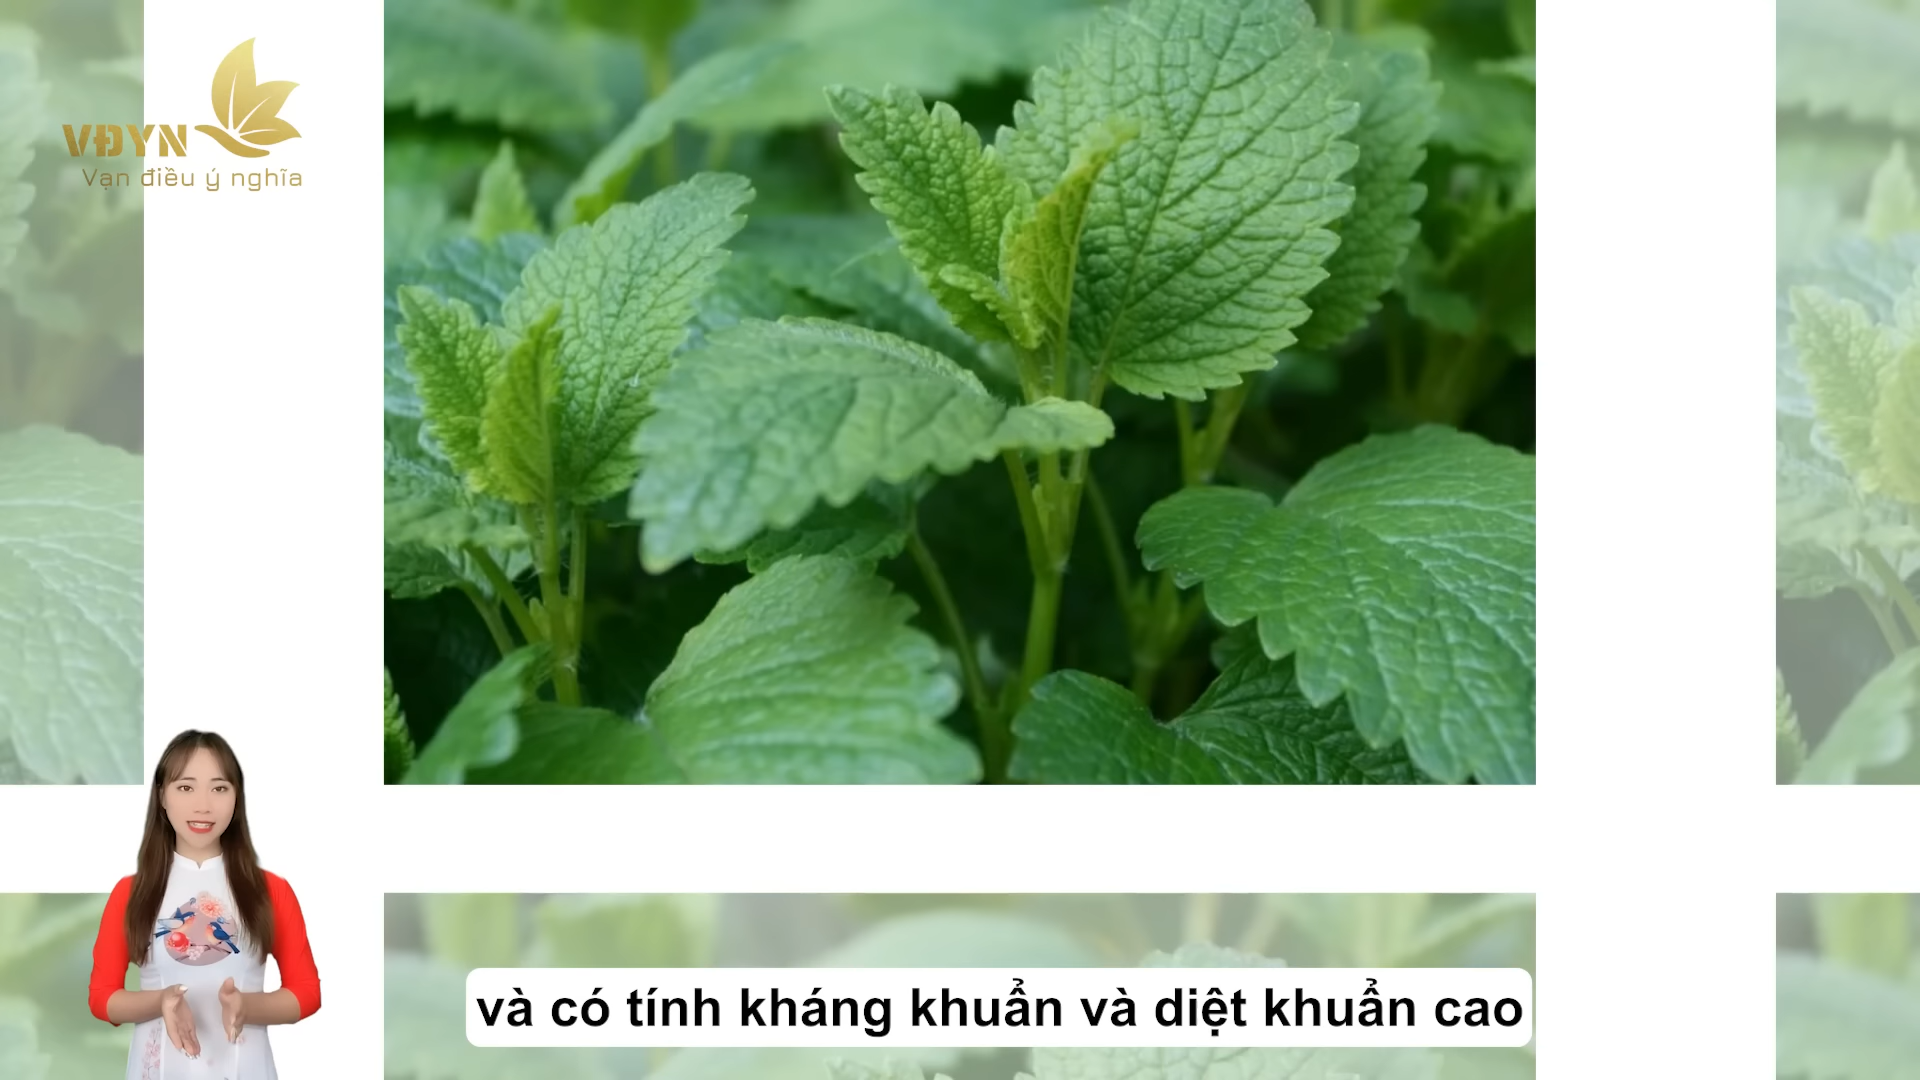 VĐYN
Vạn điều ý nghĩa
và có tính kháng khuẩn và diệt khuẩn cao